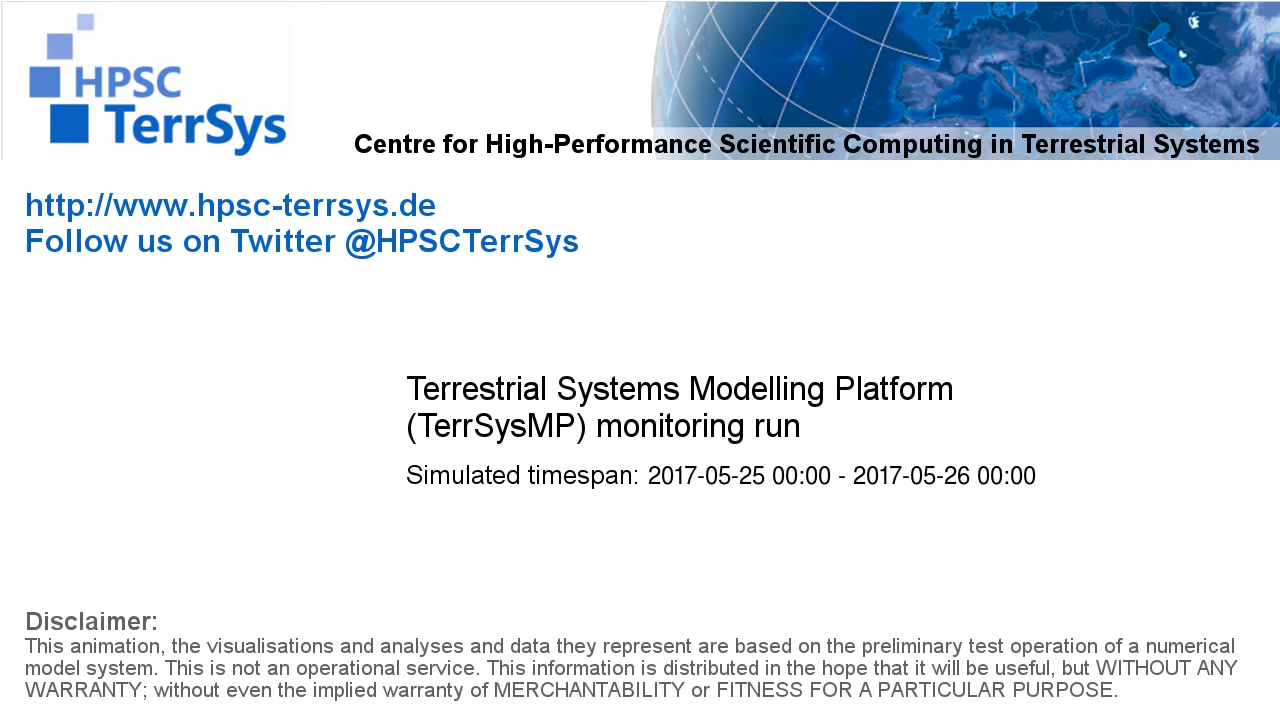 HPSC
TerrSys
Centre for High-Performance Scientific Computing in Terrestrial Systems
http://www.hpsc-terrsys.de
Follow us on Twitter @HPSCTerrSys
Terrestrial Systems Modelling Platform
(TerrSysMP) monitoring run
Simulated timespan: 2017-05-25 00:00 - 2017-05-26 00:00
Disclaimer:
This animation, the visualisations and analyses and data they represent are based on the preliminary test operation of a numerical
model system. This is not an operational service. This information is distributed in the hope that it will be useful, but WITHOUT ANY
WARRANTY; without even the implied warranty of MERCHANTABILITY or FITNESS FOR A PARTICULAR PURPOSE.